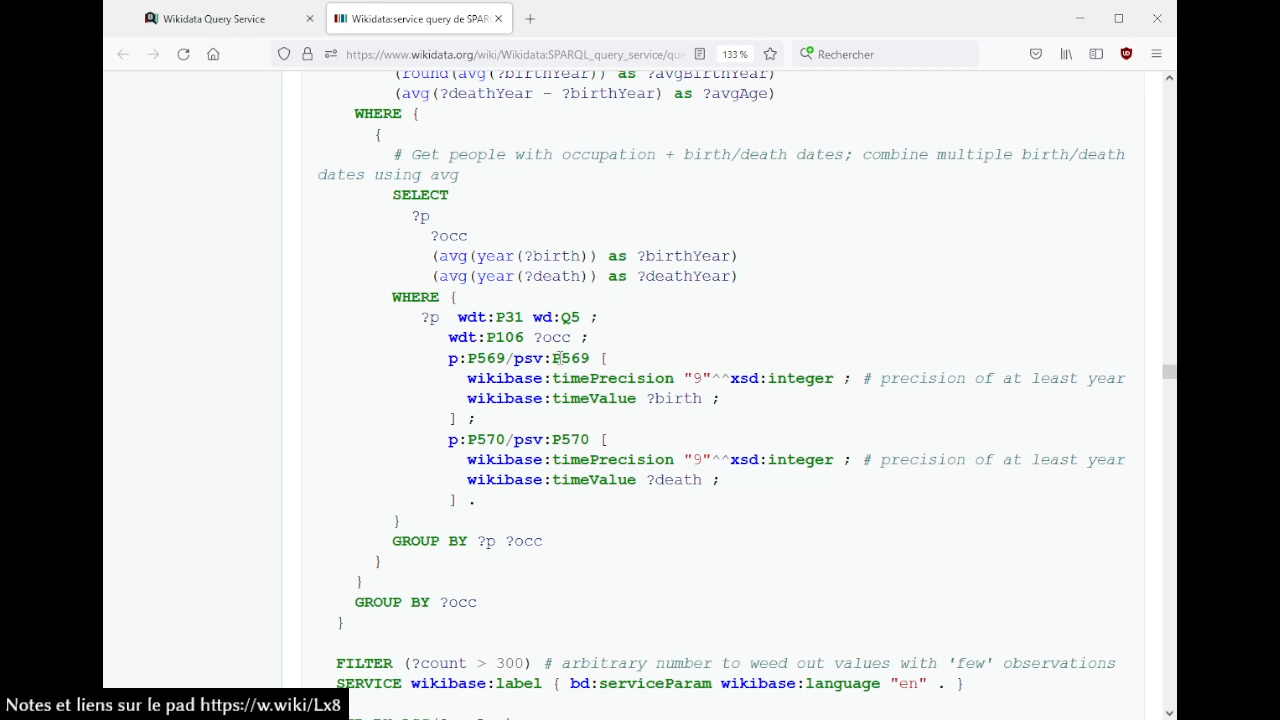 Wikidata Query Service
Wikidata:service query de SPAR
https://www.wikidata.org/wiki/Wikidata:SPARQL_query_service/que
133 %
Rechercher
(round(avg(?birthYear)) as ?avgBirthYear)
(avg(?deathYear - ?birthYear) as ?avgAge)
WHERE {
{
# Get people with occupation + birth/death dates; combine multiple birth/death
dates using avg
SELECT
?p
?occ
(avg(year(?birth)) as ?birthYear)
(avg(year(?death)) as ?deathYear)
WHERE {
?p wdt:P31 wd:Q5 ;
wdt:P106 ?occ ;
p:P569/psv:P569 [
wikibase:timePrecision "9"^^xsd:integer ; # precision of at least year
wikibase:timeValue ?birth ;
] ;
p:P570/psv:P570 [
wikibase:timePrecision "9"^^xsd:integer ; # precision of at least year
wikibase:timeValue ?death ;
] .
}
GROUP BY ?p ?occ
}
}
GROUP BY ?occ
}
FILTER (?count > 300) # arbitrary number to weed out values with 'few' observations
SERVICE wikibase:label { bd:serviceParam wikibase:language "en" . }
Notes et liens sur le pad https://w.wiki/Lx8